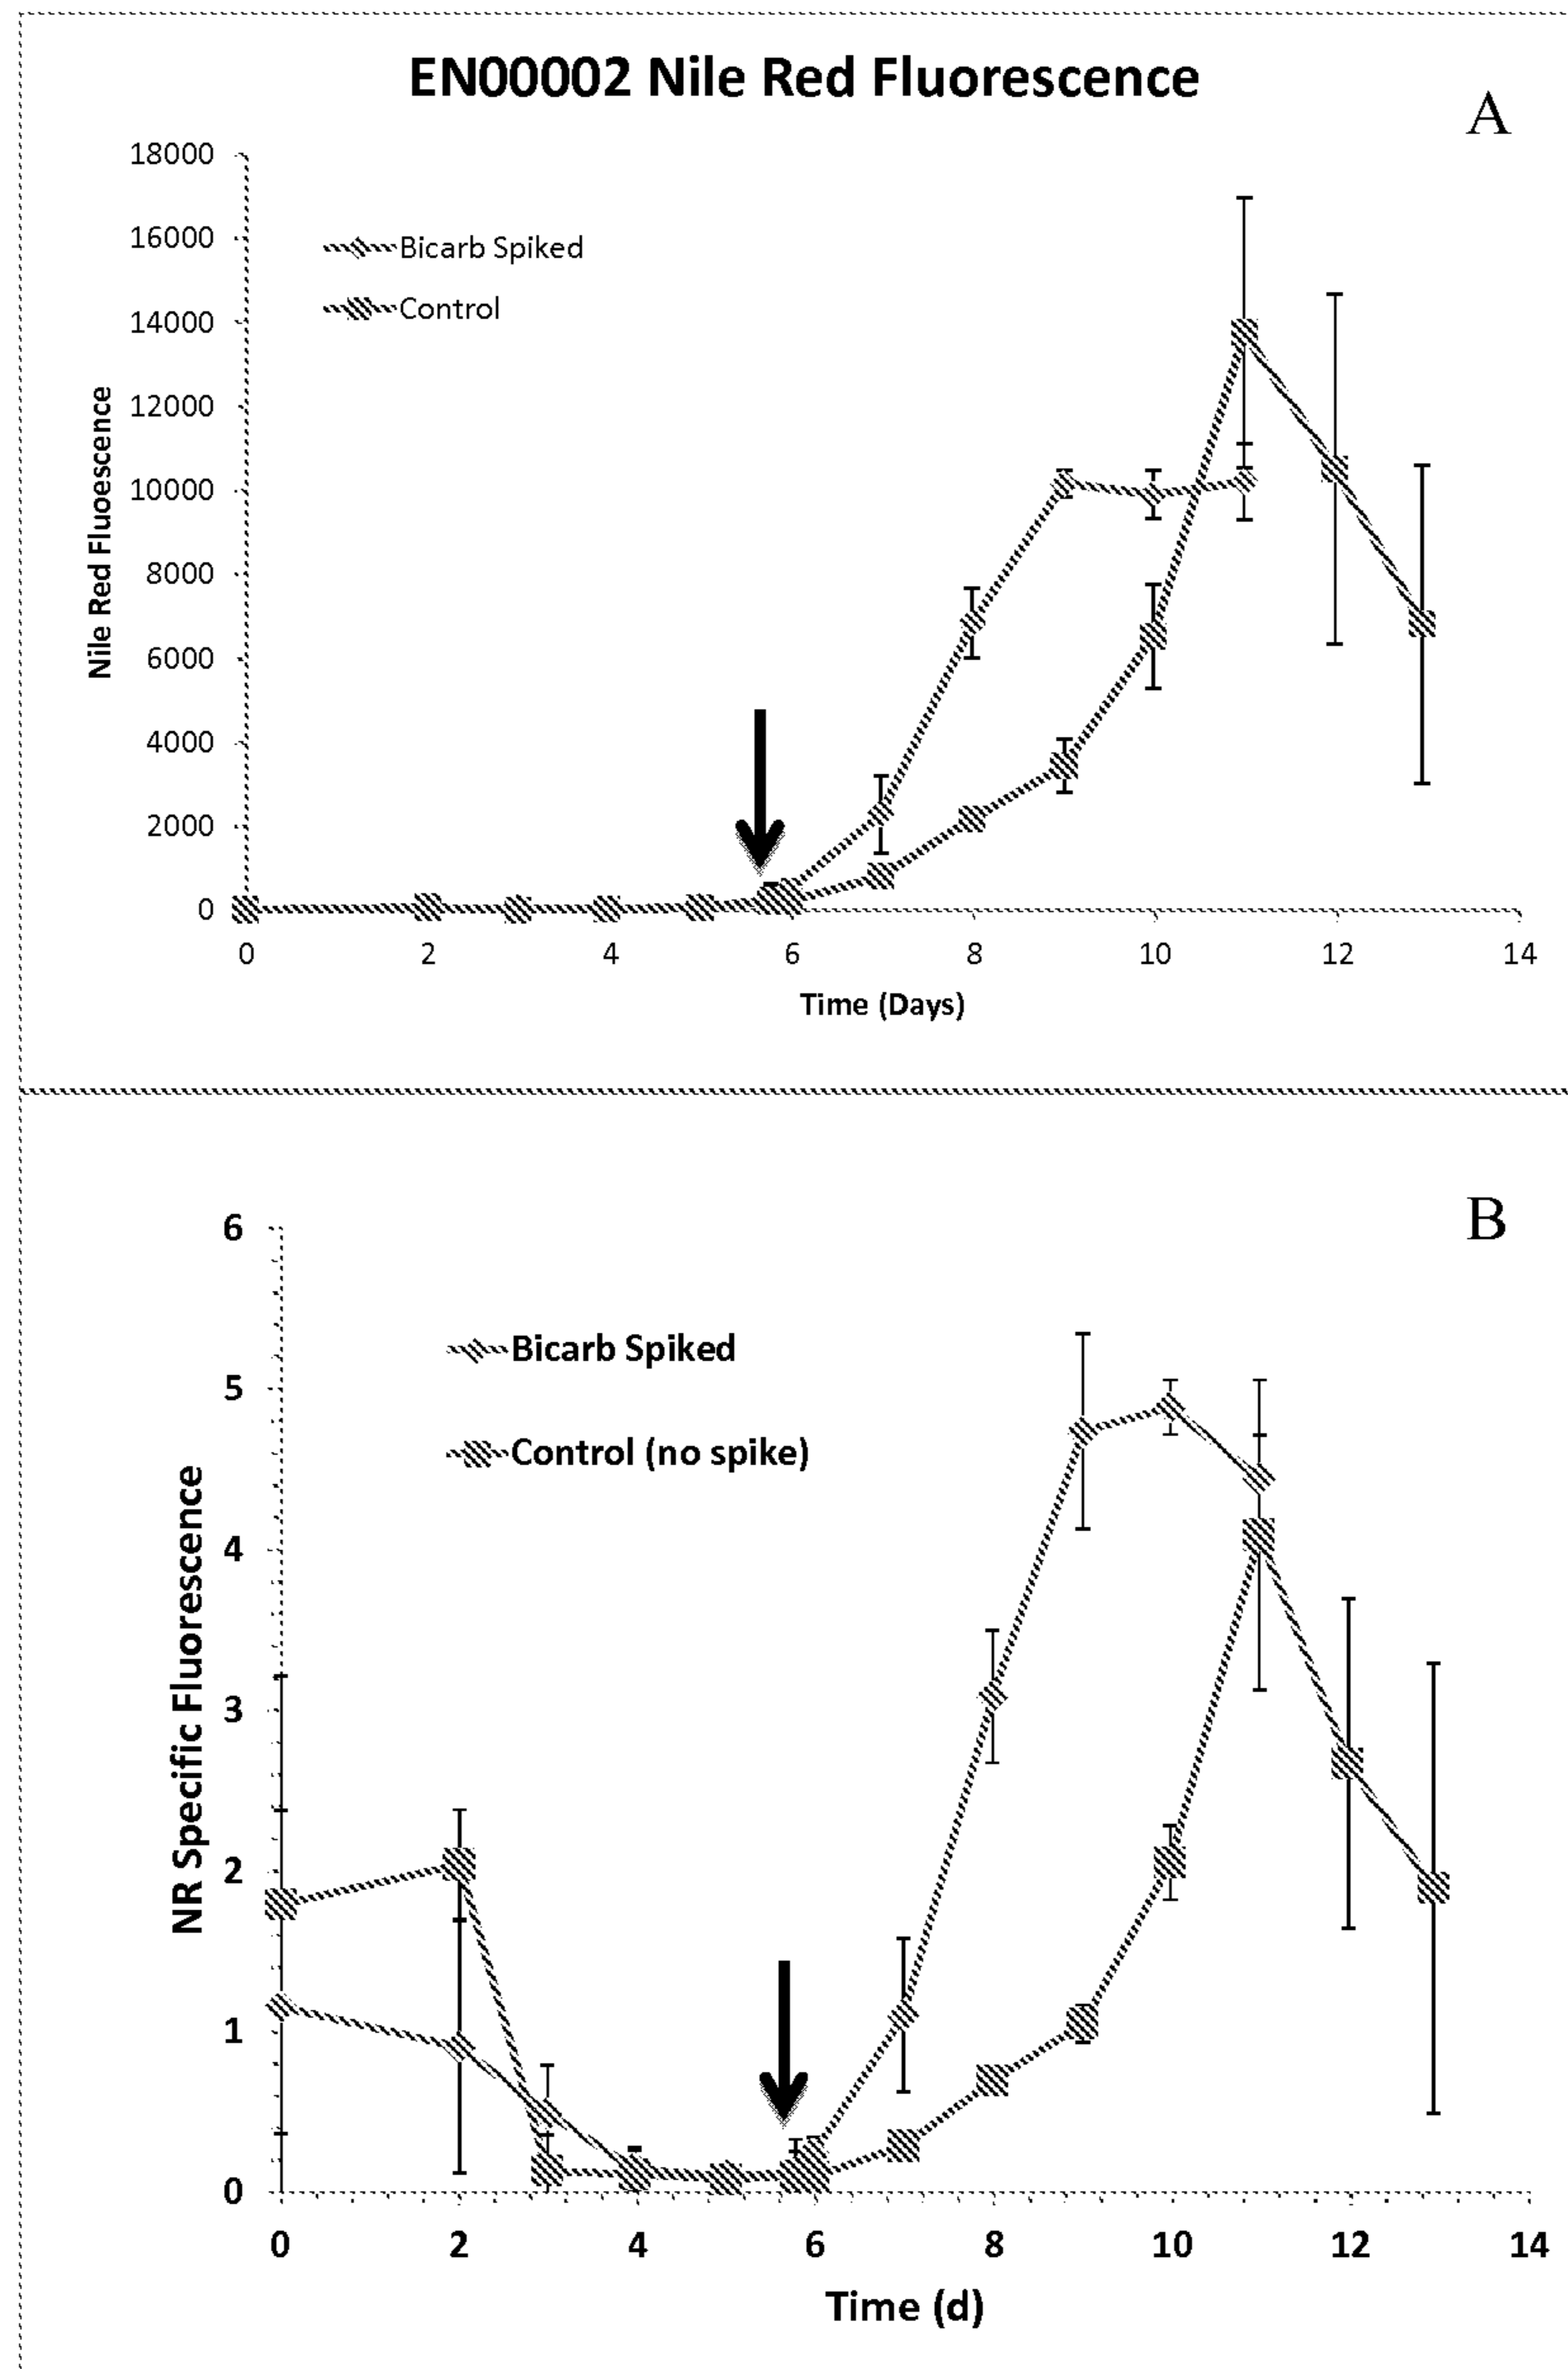 EN00002 Nile Red Fluorescence
A
18000
16000
14000
12000
10000
8000
6000
4000
2000
0
Nile Red Fluoescence
Bicarb Spiked
Control
0 2 4 6 8 10 12 14
Time (Days)
B
6
5
4
3
2
1
0
NR Specific Fluorescence
Bicarb Spiked
Control (no spike)
0 2 4 6 8 10 12 14
Time (d)